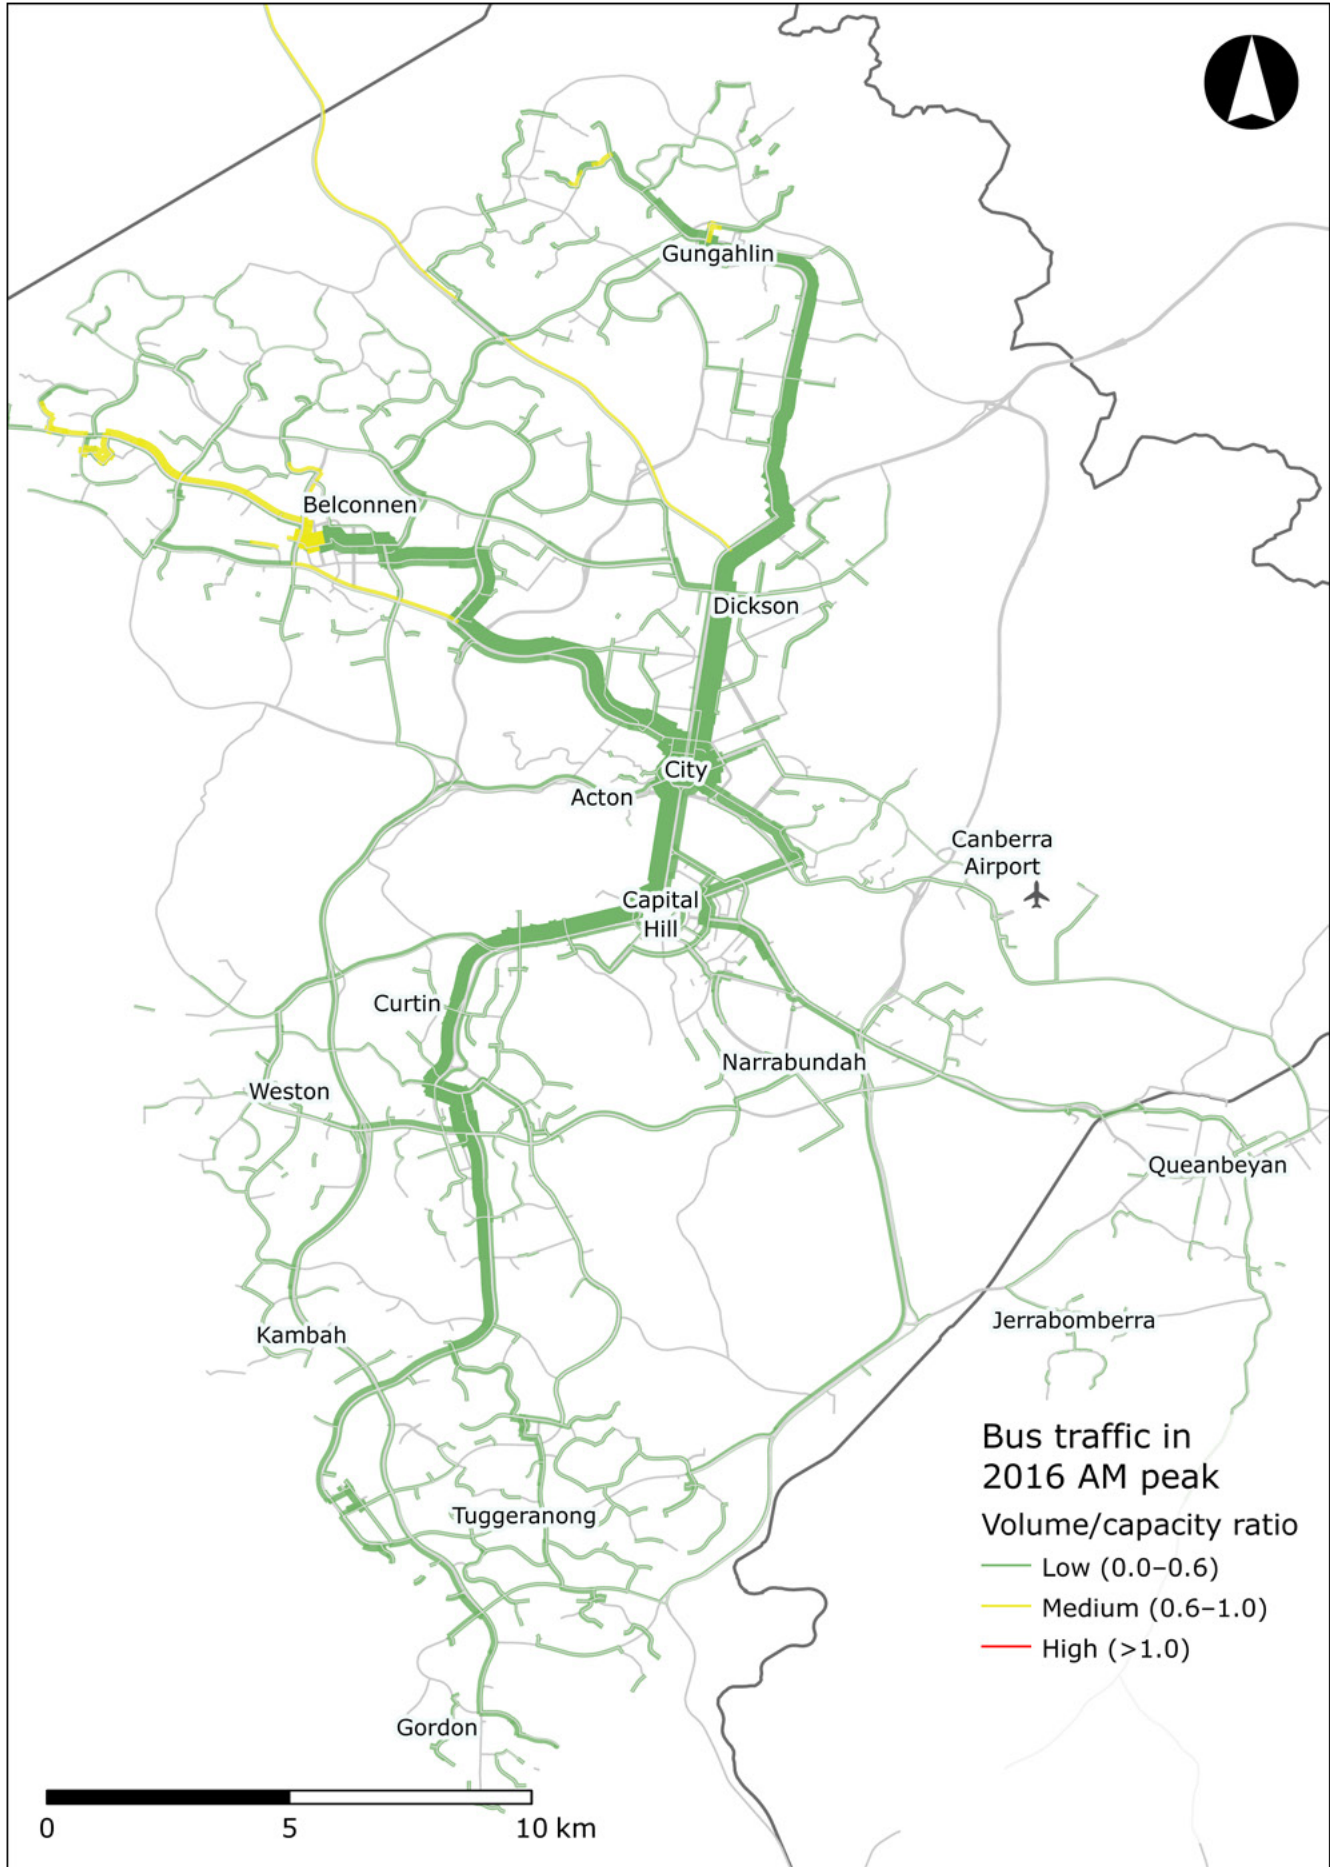 Gungahlin
Belconnen
Dickson
City
Acton
Canberra
Airport
Capital
Hill
Curtin
Narrabundah
Weston
Queanbeyan
Jerrabomberra
Kambah
Bus traffic in
2016 AM peak
Volume/capacity ratio
Low (0.0–0.6)
Medium (0.6–1.0)
High (>1.0)
Tuggeranong
Gordon
0 5 10 km